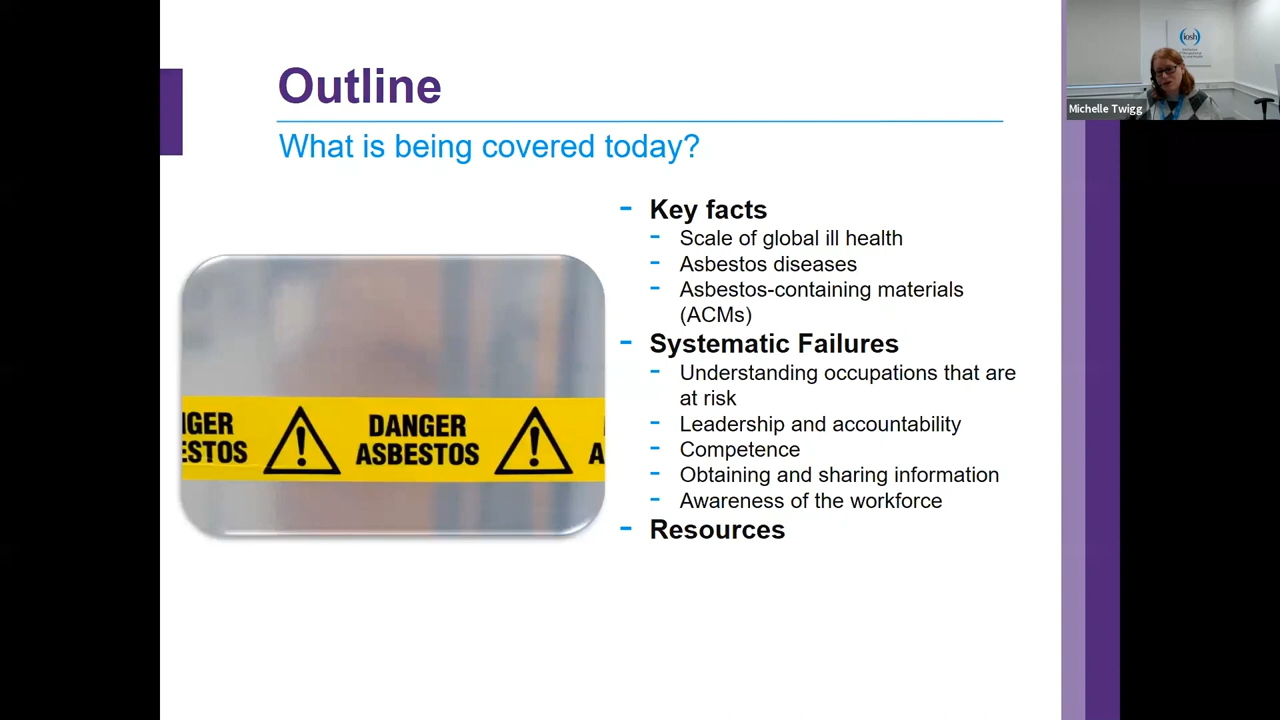 Outline
What is being covered today?
- Key facts
- Scale of global ill health
- Asbestos diseases
- Asbestos-containing materials
(ACMs)
- Systematic Failures
- Understanding occupations that are
at risk
- Leadership and accountability
- Competence
- Obtaining and sharing information
- Awareness of the workforce
- Resources
NGER DANGER
ESTOS ASBESTOS A
iosh
Michelle Twigg